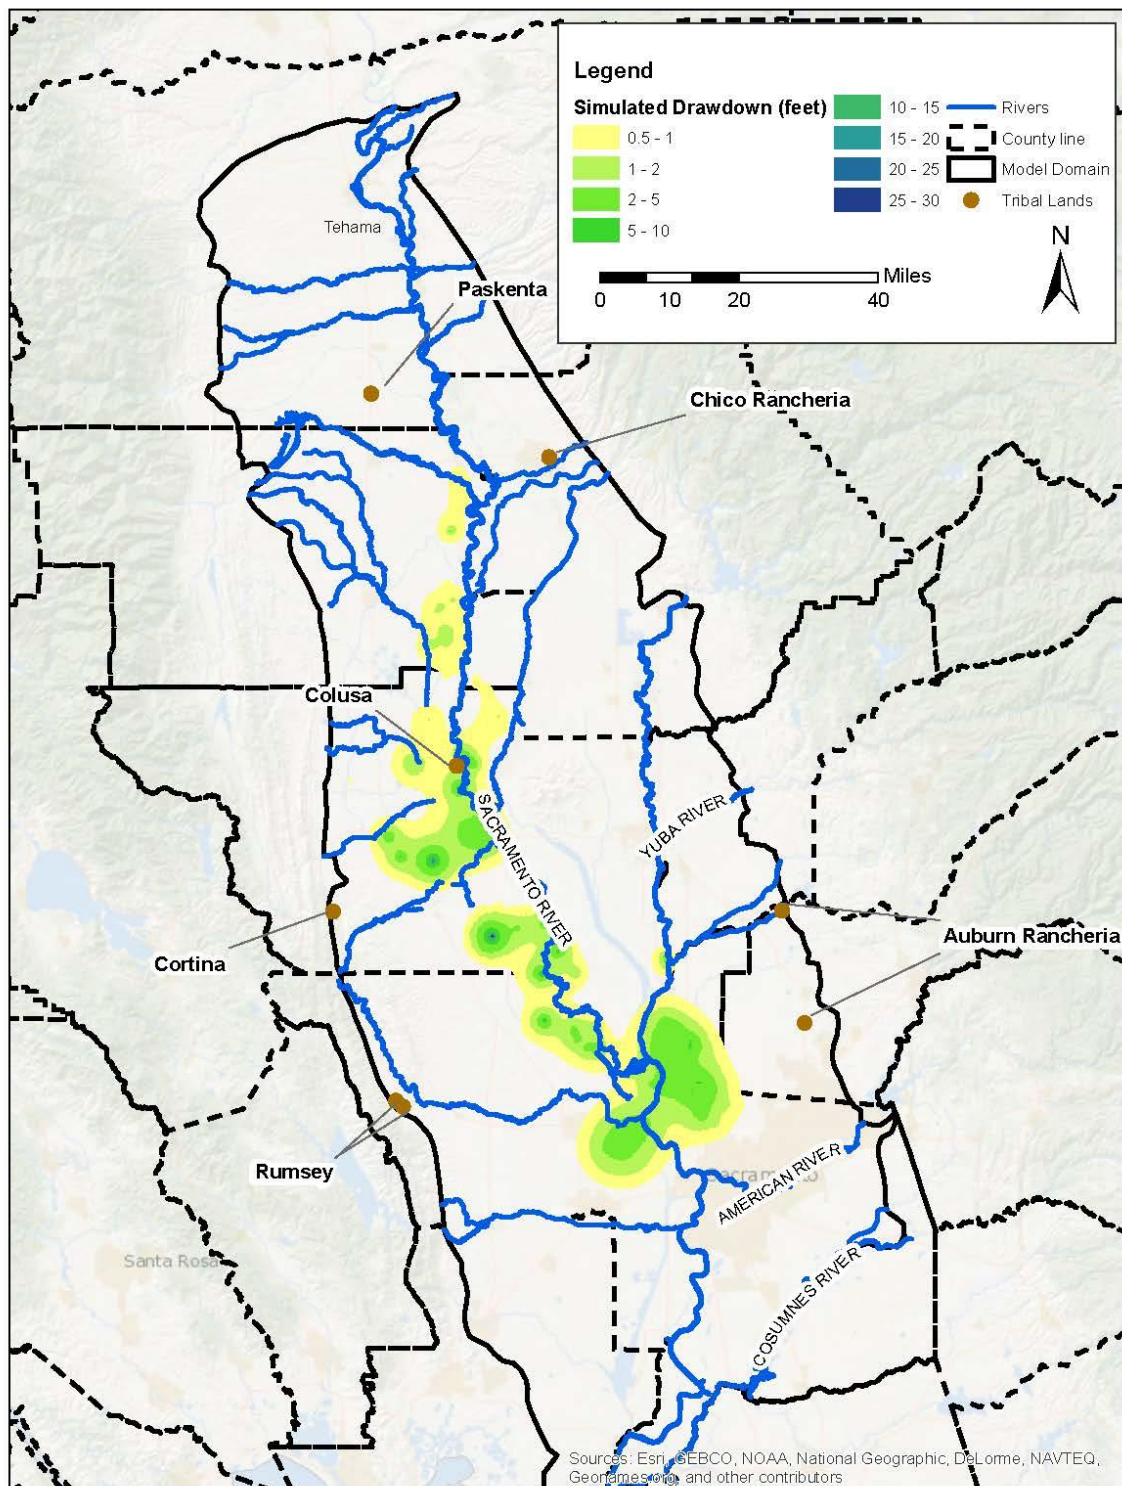 Legend
Simulated Drawdown (feet)
0.5 - 1
1 - 2
2 - 5
5 - 10
10 - 15
15 - 20
20 - 25
25 - 30
Rivers
County line
Model Domain
Tribal Lands
N
Miles
0 10 20 40
Tehama
Paskenta
Chico Rancheria
Colusa
SACRAMENTO RIVER
YUBA RIVER
Cortina
Auburn Rancheria
Rumsey
Sacramento
AMERICAN RIVER
Santa Rosa
COSUMNES RIVER
Sources: Esri, GEBCO, NOAA, National Geographic, DeLorme, NAVTEQ,
Geonames.org, and other contributors